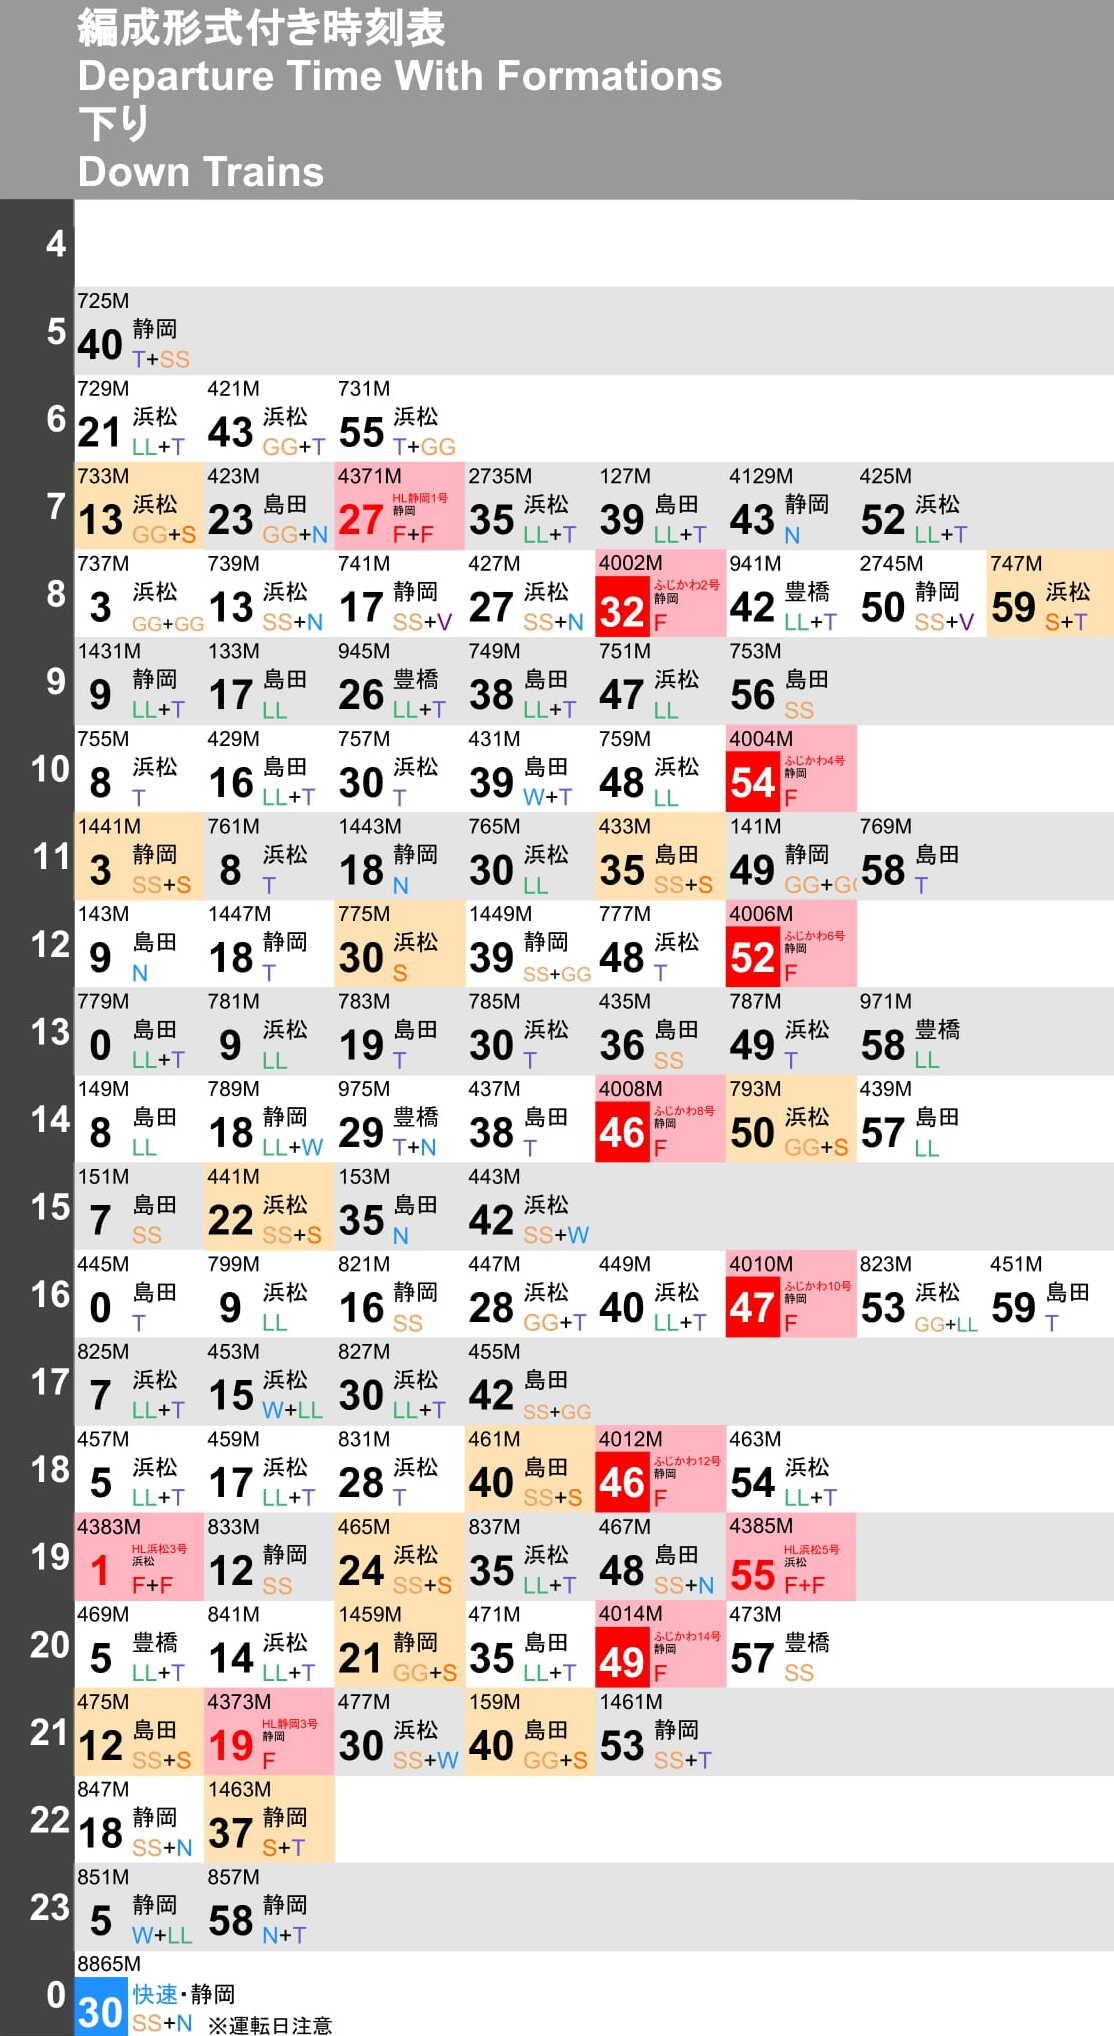 編成形式付き時刻表
Departure Time With Formations
下り
Down Trains
4
5
725M
40 静岡
T+SS
6
729M 421M 731M
21 浜松 43 浜松 55 浜松
LL+T GG+T T+GG
7
733M 423M 4371M 2735M 127M 4129M 425M
13 浜松 23 島田 27 HL静岡1号 静岡 35 浜松 39 島田 43 静岡 52 浜松
GG+S GG+N F+F LL+T LL+T N LL+T
8
737M 739M 741M 427M 4002M 941M 2745M 747M
3 浜松 13 浜松 17 静岡 27 浜松 32 ふじかわ2号 静岡 42 豊橋 50 静岡 59 浜松
GG+GG SS+N SS+V SS+N F LL+T SS+V S+T
9
1431M 133M 945M 749M 751M 753M
9 静岡 17 島田 26 豊橋 38 島田 47 浜松 56 島田
LL+T LL LL+T LL+T LL SS
10
755M 429M 757M 431M 759M 4004M
8 浜松 16 島田 30 浜松 39 島田 48 浜松 54 ふじかわ4号 静岡
T LL+T T W+T LL F
11
1441M 761M 1443M 765M 433M 141M 769M
3 静岡 8 浜松 18 静岡 30 浜松 35 島田 49 静岡 58 島田
SS+S T N LL SS+S GG+G T
12
143M 1447M 775M 1449M 777M 4006M
9 島田 18 静岡 30 浜松 39 静岡 48 浜松 52 ふじかわ6号 静岡
N T S SS+GG T F
13
779M 781M 783M 785M 435M 787M 971M
0 島田 9 浜松 19 島田 30 浜松 36 島田 49 浜松 58 豊橋
LL+T LL T T SS T LL
14
149M 789M 975M 437M 4008M 793M 439M
8 島田 18 静岡 29 豊橋 38 島田 46 ふじかわ8号 静岡 50 浜松 57 島田
LL LL+W T+N T F GG+S LL
15
151M 441M 153M 443M
7 島田 22 浜松 35 島田 42 浜松
SS SS+S N SS+W
16
445M 799M 821M 447M 449M 4010M 823M 451M
0 島田 9 浜松 16 静岡 28 浜松 40 浜松 47 ふじかわ10号 静岡 53 浜松 59 島田
T LL SS GG+T LL+T F GG+LL T
17
825M 453M 827M 455M
7 浜松 15 浜松 30 浜松 42 島田
LL+T W+LL LL+T SS+GG
18
457M 459M 831M 461M 4012M 463M
5 浜松 17 浜松 28 浜松 40 島田 46 ふじかわ12号 静岡 54 浜松
LL+T LL+T T SS+S F LL+T
19
4383M 833M 465M 837M 467M 4385M
1 HL浜松3号 浜松 12 静岡 24 浜松 35 浜松 48 島田 55 HL浜松5号 浜松
F+F SS SS+S LL+T SS+N F+F
20
469M 841M 1459M 471M 4014M 473M
5 豊橋 14 浜松 21 静岡 35 島田 49 ふじかわ14号 静岡 57 豊橋
LL+T LL+T GG+S LL+T F SS
21
475M 4373M 477M 159M 1461M
12 島田 19 HL静岡3号 静岡 30 浜松 40 島田 53 静岡
SS+S F SS+W GG+S SS+T
22
847M 1463M
18 静岡 37 静岡
SS+N S+T
23
851M 857M
5 静岡 58 静岡
W+LL N+T
0
8865M
30 快速・静岡
SS+N ※運転日注意